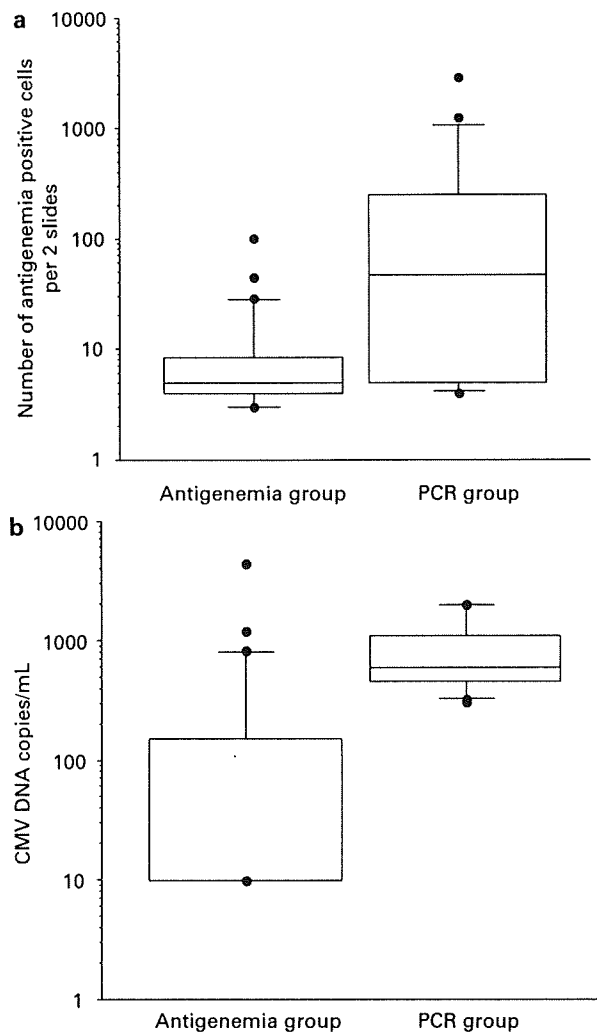 a
10000
1000
100
10
1
Number of antigenemia positive cells
per 2 slides
Antigenemia group
PCR group
b
10000
1000
100
10
1
CMV DNA copies/mL
Antigenemia group
PCR group